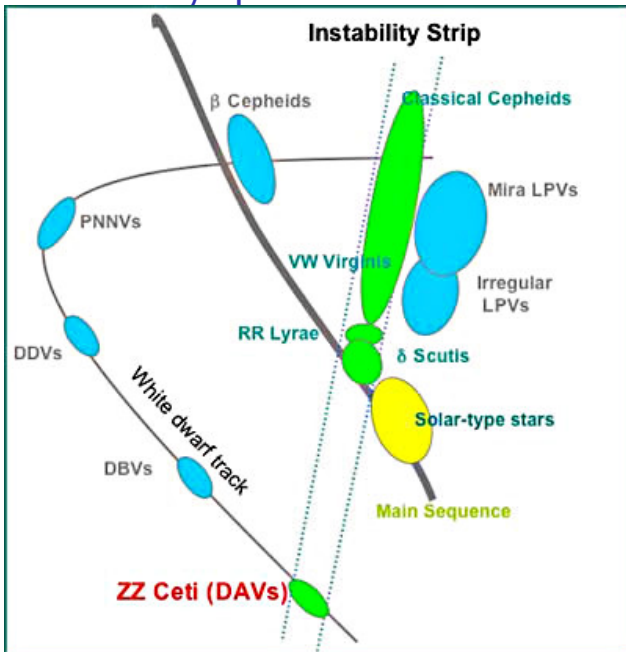 Instability Strip
β Cepheids
Classical Cepheids
PNNVs
Mira LPVs
VW Virginis
Irregular
LPVs
RR Lyrae
δ Scutis
DDVs
White dwarf track
Solar-type stars
DBVs
Main Sequence
ZZ Ceti (DAVs)